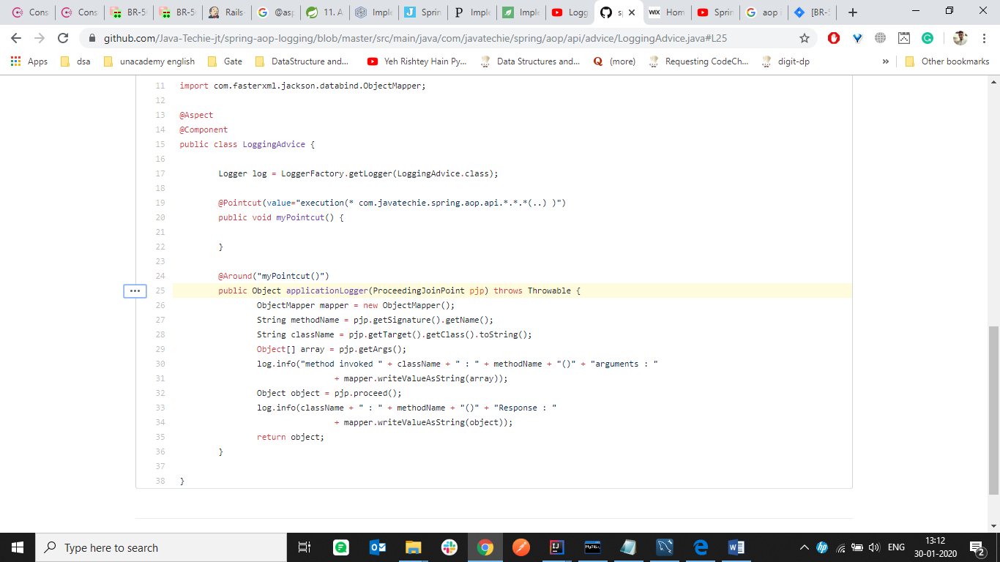 Cons
Cons
BR-5
BR-5
Rails
@asp
11. A
Imple
Sprin
Imple
Imple
Logg
sp
Hom
Sprin
aop i
[BR-5
github.com/Java-Techie-jt/spring-aop-logging/blob/master/src/main/java/com/javatechie/spring/aop/api/advice/LoggingAdvice.java#L25
Apps
dsa
unacademy english
Gate
DataStructure and...
Yeh Rishtey Hain Py...
Data Structures and...
(more)
Requesting CodeCh...
digit-dp
»
Other bookmarks
11 import com.fasterxml.jackson.databind.ObjectMapper;
12
13 @Aspect
14 @Component
15 public class LoggingAdvice {
16
17 Logger log = LoggerFactory.getLogger(LoggingAdvice.class);
18
19 @Pointcut(value="execution(* com.javatechie.spring.aop.api.*.*.*(..) )")
20 public void myPointcut() {
21
22 }
23
24 @Around("myPointcut()")
25 public Object applicationLogger(ProceedingJoinPoint pjp) throws Throwable {
26 ObjectMapper mapper = new ObjectMapper();
27 String methodName = pjp.getSignature().getName();
28 String className = pjp.getTarget().getClass().toString();
29 Object[] array = pjp.getArgs();
30 log.info("method invoked " + className + " : " + methodName + "()" + "arguments : "
31 + mapper.writeValueAsString(array));
32 Object object = pjp.proceed();
33 log.info(className + " : " + methodName + "()" + "Response : "
34 + mapper.writeValueAsString(object));
35 return object;
36 }
37
38 }
Type here to search
ENG
13:12
30-01-2020
2